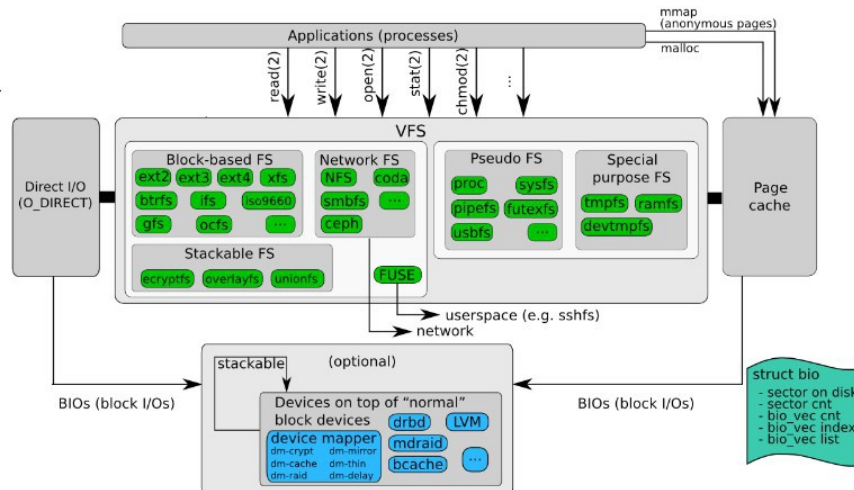 mmap
(anonymous pages)
Applications (processes)
malloc
read(2)
write(2)
open(2)
stat(2)
chmod(2)
...
VFS
Direct I/O
(O_DIRECT)
Block-based FS
ext2 ext3 ext4 xfs
btrfs ifs iso9660
gfs ocfs ...
Network FS
NFS coda
smbfs ...
ceph
Pseudo FS
proc sysfs
pipefs futexfs
usbfs ...
Special
purpose FS
tmpfs ramfs
devtmpfs
Page
cache
Stackable FS
ecryptfs overlayfs unionfs
FUSE
userspace (e.g. sshfs)
network
stackable
(optional)
BIOs (block I/Os)
BIOs (block I/Os)
Devices on top of “normal”
block devices
drbd LVM
device mapper
dm-crypt dm-mirror
dm-cache dm-thin
dm-raid dm-delay
mdraid
bcache ...
struct bio
- sector on disk
- sector cnt
- bio_vec cnt
- bio_vec index
- bio_vec list